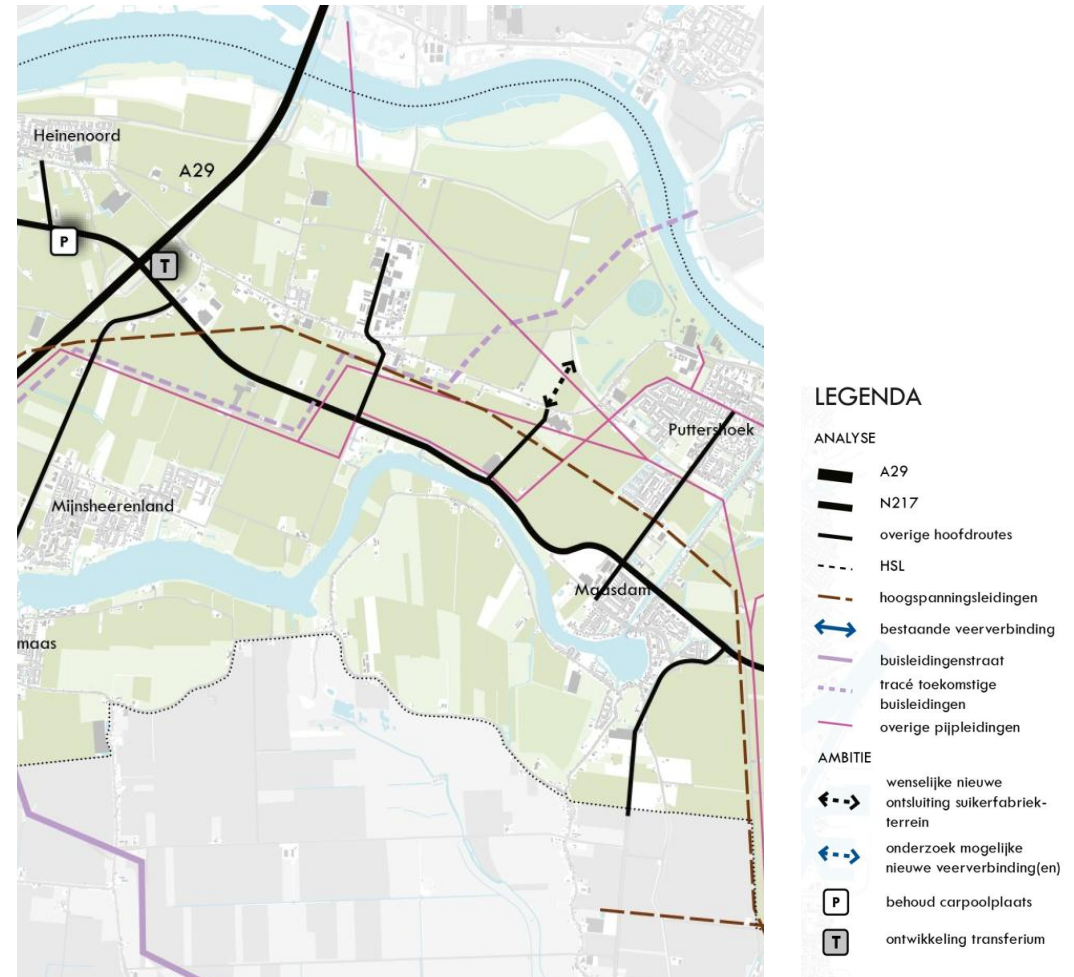 Heinenoord
A29
P
T
Puttershoek
Mijnsheerenland
Maasdam
maas
LEGENDA
ANALYSE
A29
N217
overige hoofdroutes
HSL
hoogspanningsleidingen
bestaande veerverbinding
buisleidingenstraat
tracé toekomstige
buisleidingen
overige pijpleidingen
AMBITIE
wenselijke nieuwe
ontsluiting suikerfabriek-
terrein
onderzoek mogelijke
nieuwe veerverbinding(en)
P
behoud carpoolplaats
T
ontwikkeling transferium